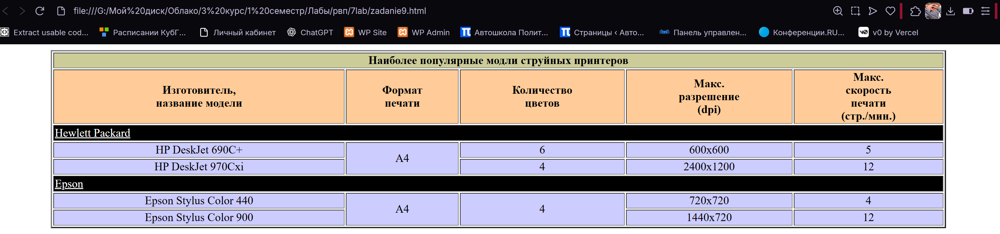 file:///G:/Мой%20диск/Облако/3%20курс/1%20семестр/Лабы/рвп/7lab/zadanie9.html
Extract usable cod... Расписании КубГ... Личный кабинет ChatGPT WP Site WP Admin Автошкола Полит... Страницы ‹ Авто... Панель управлен... Конференции.RU... v0 by Vercel
Наиболее популярные модли струйных принтеров
Изготовитель,
название модели
Формат
печати
Количество
цветов
Макс.
разрешение
(dpi)
Макс.
скорость
печати
(стр./мин.)
Hewlett Packard
HP DeskJet 690C+ A4 6 600x600 5
HP DeskJet 970Cxi 4 2400x1200 12
Epson
Epson Stylus Color 440 A4 4 720x720 4
Epson Stylus Color 900 1440x720 12